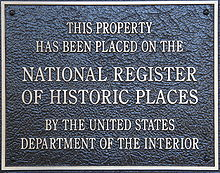 THIS PROPERTY
HAS BEEN PLACED ON THE
NATIONAL REGISTER
OF HISTORIC PLACES
BY THE UNITED STATES
DEPARTMENT OF THE INTERIOR